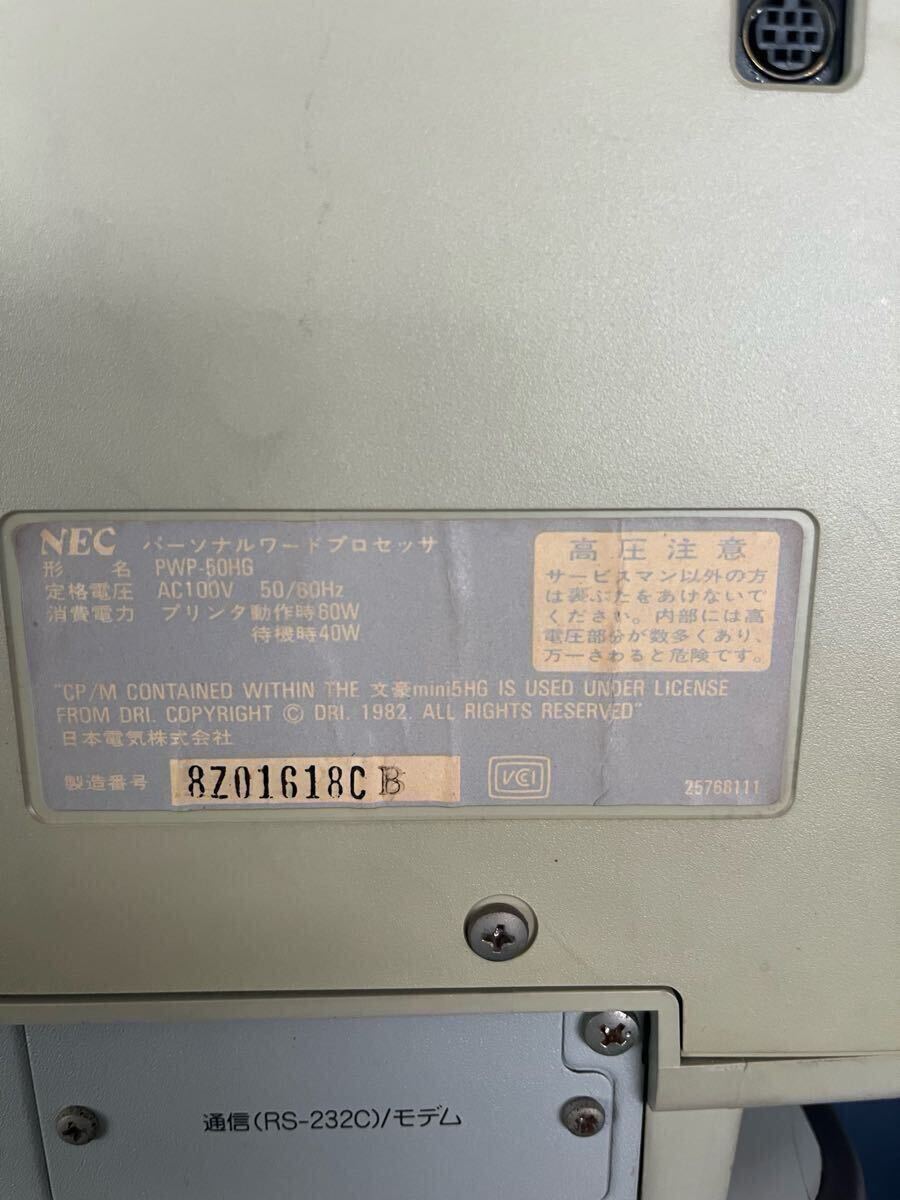 NEC パーソナルワードプロセッサ
形 名 PWP-50HG
定格電圧 AC100V 50/60Hz
消費電力 プリンタ動作時60W
待機時40W
高圧注意
サービスマン以外の方
は裏ぶたをあけないで
ください。内部には高
電圧部分が数多くあり、
万一さわると危険です。
"CP/M CONTAINED WITHIN THE 文豪mini5HG IS USED UNDER LICENSE
FROM DRI. COPYRIGHT © DRI. 1982. ALL RIGHTS RESERVED"
日本電気株式会社
製造番号 8Z01618C B
VCI
25768111
通信(RS-232C)/モデム